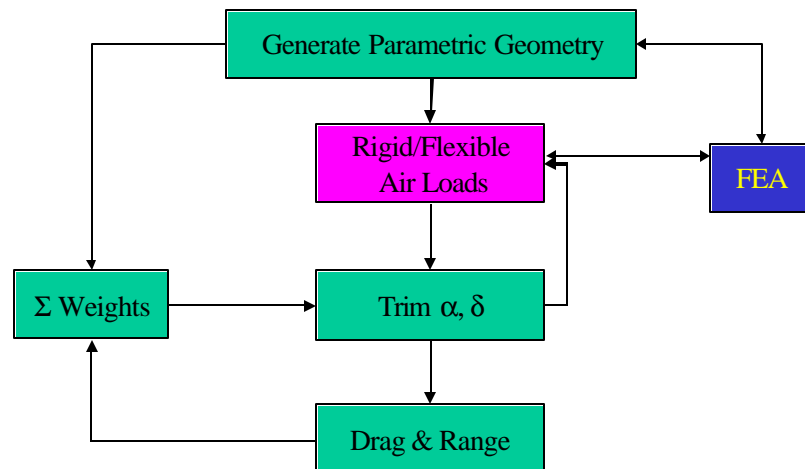 Generate Parametric Geometry
Rigid/Flexible
Air Loads
FEA
Σ Weights
Trim α, δ
Drag & Range